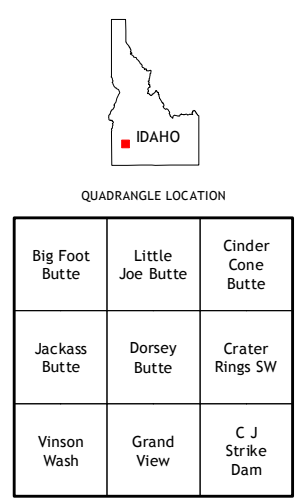 IDAHO
QUADRANGLE LOCATION
Big Foot
Butte
Little
Joe Butte
Cinder
Cone
Butte
Jackass
Butte
Dorsey
Butte
Crater
Rings SW
Vinson
Wash
Grand
View
C J
Strike
Dam